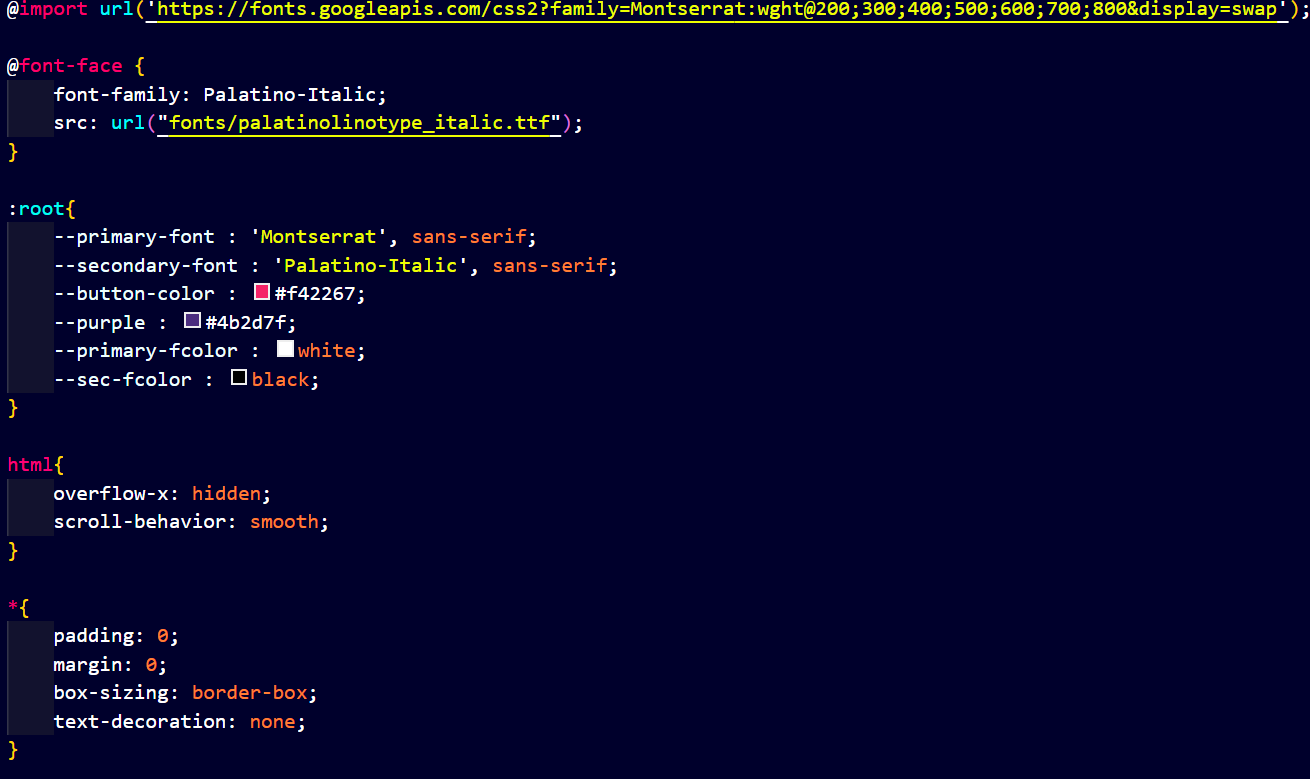 @import url('https://fonts.googleapis.com/css2?family=Montserrat:wght@200;300;400;500;600;700;800&display=swap');
@font-face {
font-family: Palatino-Italic;
src: url("fonts/palatinolinotype_italic.ttf");
}
:root{
--primary-font : 'Montserrat', sans-serif;
--secondary-font : 'Palatino-Italic', sans-serif;
--button-color : #f42267;
--purple : #4b2d7f;
--primary-fcolor : white;
--sec-fcolor : black;
}
html{
overflow-x: hidden;
scroll-behavior: smooth;
}
*{
padding: 0;
margin: 0;
box-sizing: border-box;
text-decoration: none;
}